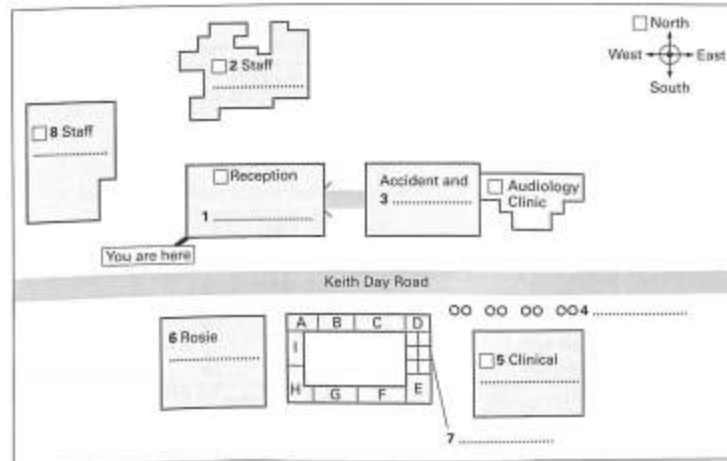 North
West East
South
2 Staff
8 Staff
Reception
1
Accident and
3
Audiology
Clinic
You are here
Keith Day Road
4
A B C D
6 Rosie
I
5 Clinical
H G F E
7